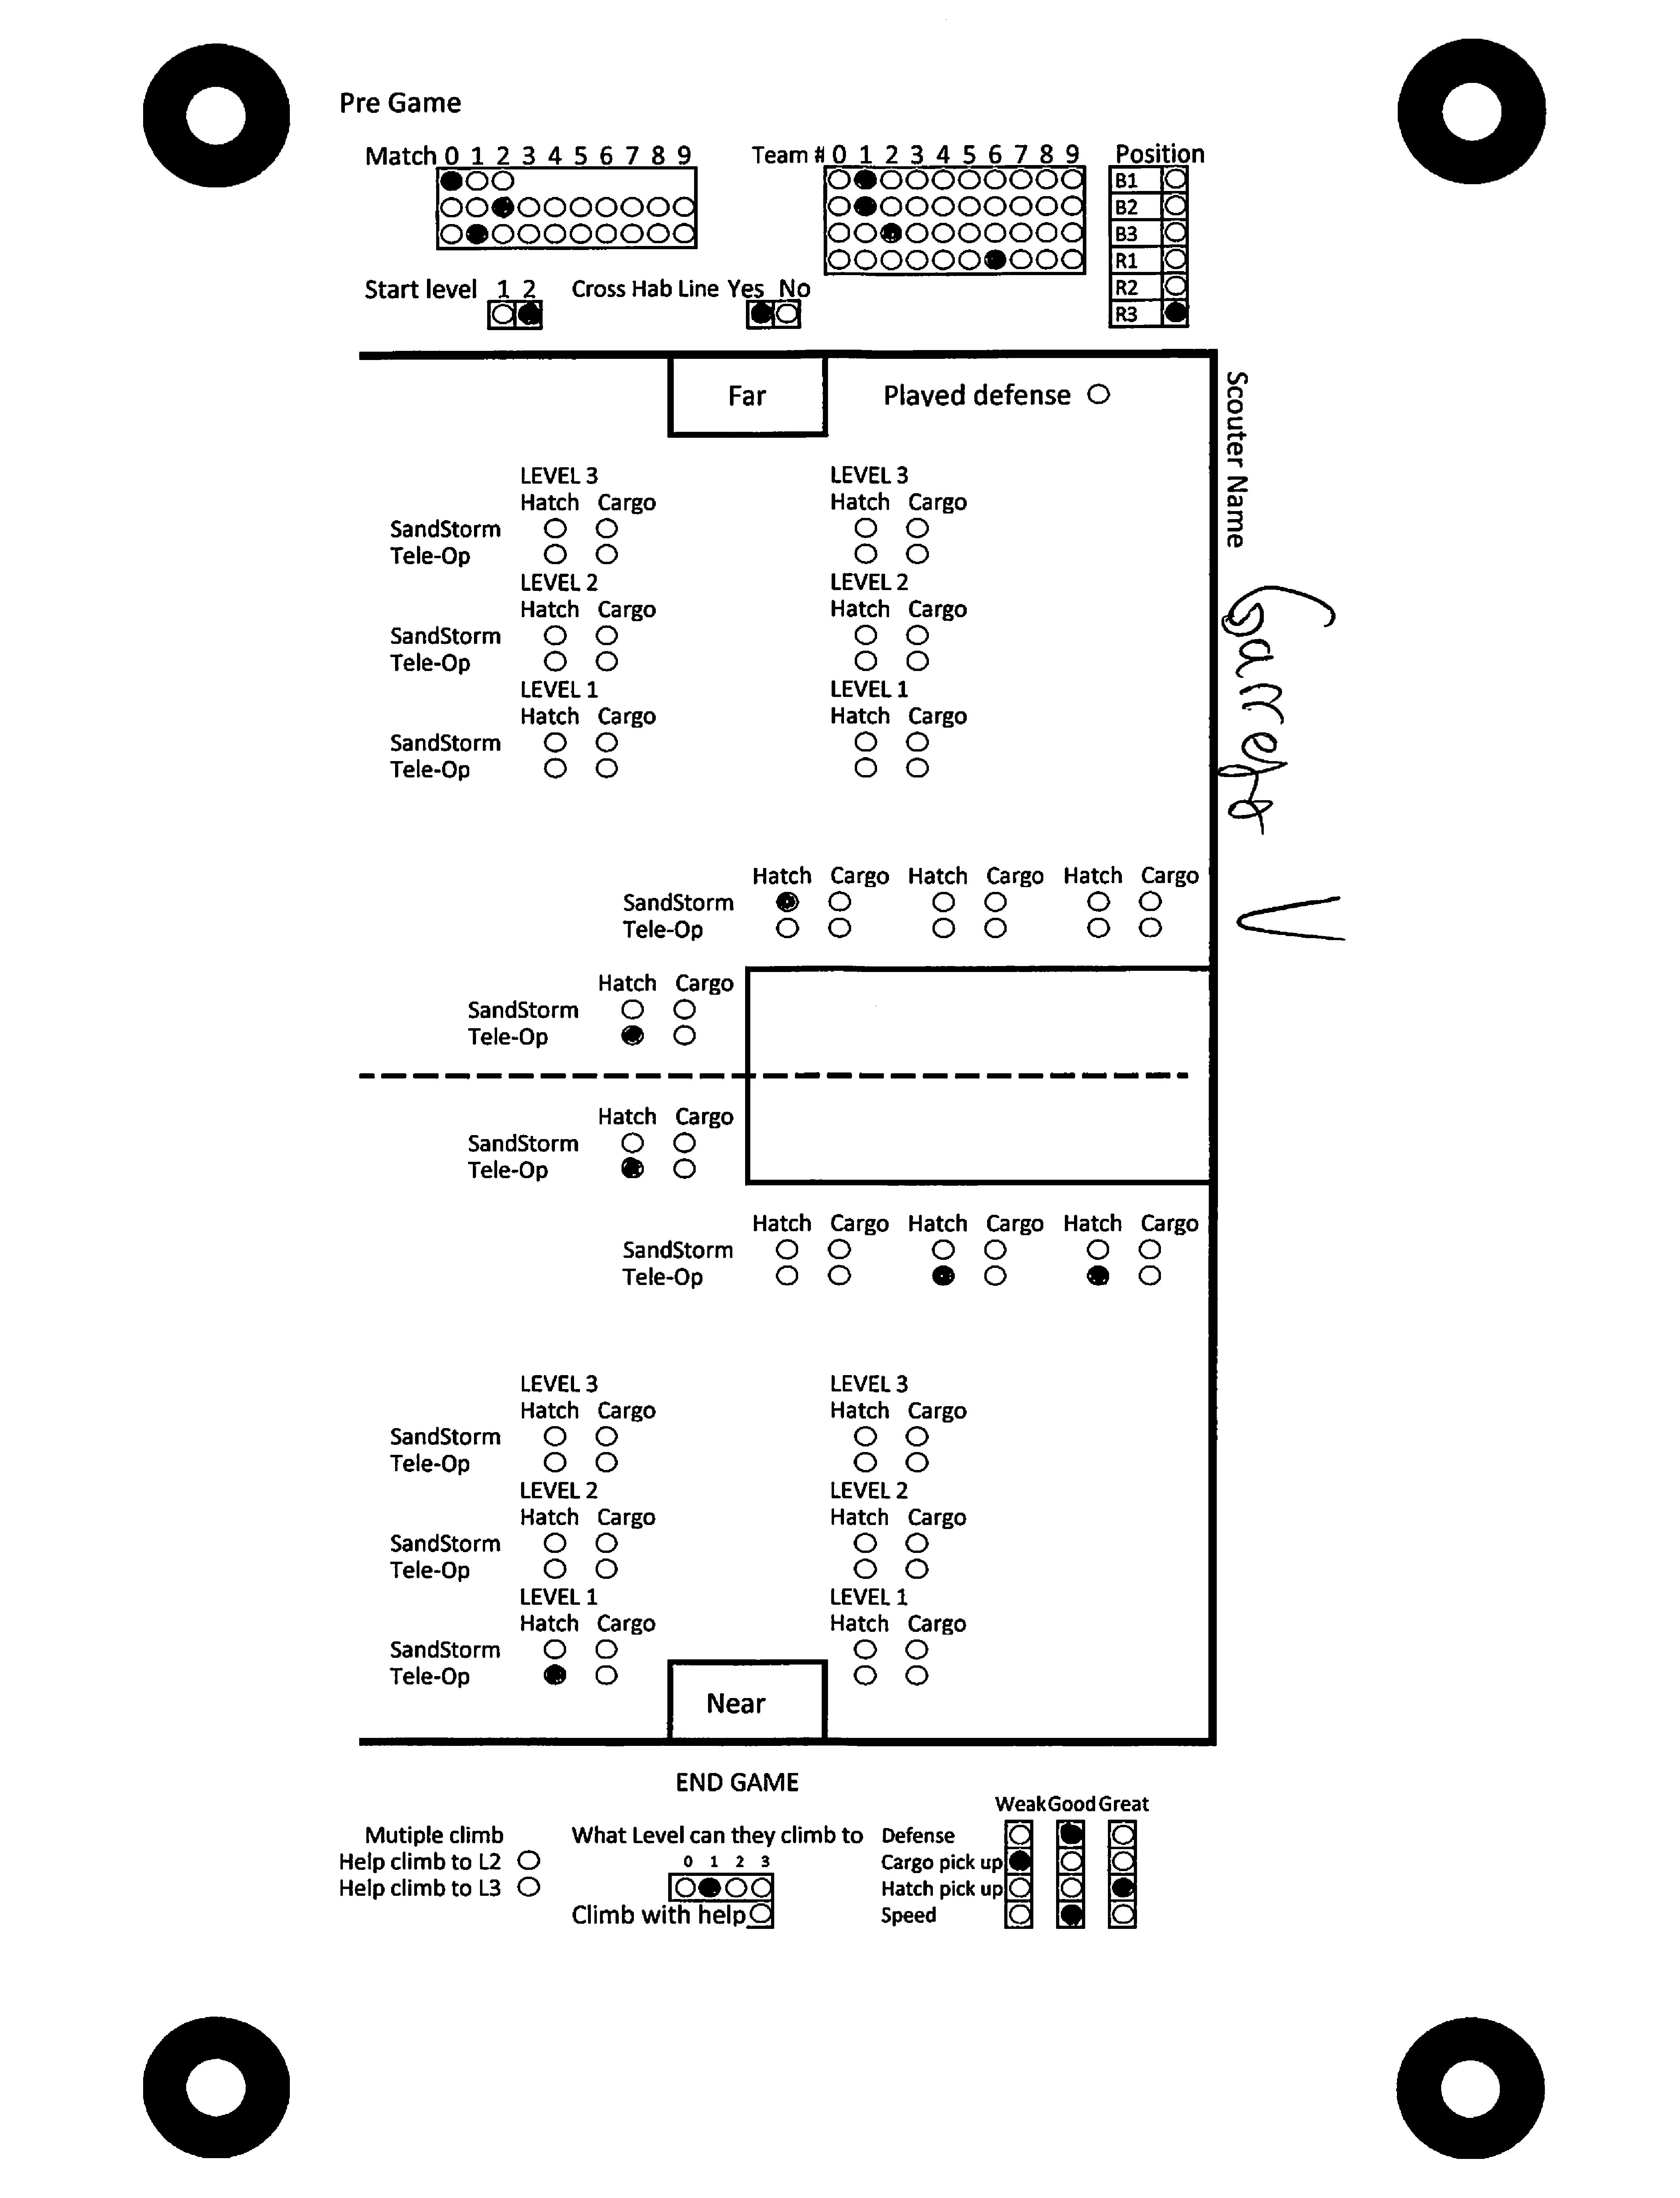 Pre Game
Match 0 1 2 3 4 5 6 7 8 9
Team # 0 1 2 3 4 5 6 7 8 9
Position
B1
B2
B3
R1
R2
R3
Start level 1 2
Cross Hab Line Yes No
Far
Played defense
Scouter Name
LEVEL 3 LEVEL 3
Hatch Cargo Hatch Cargo
SandStorm
Tele-Op
LEVEL 2 LEVEL 2
Hatch Cargo Hatch Cargo
SandStorm
Tele-Op
LEVEL 1 LEVEL 1
Hatch Cargo Hatch Cargo
SandStorm
Tele-Op
Hatch Cargo Hatch Cargo Hatch Cargo
SandStorm
Tele-Op
V
Hatch Cargo
SandStorm
Tele-Op
Hatch Cargo
SandStorm
Tele-Op
Hatch Cargo Hatch Cargo Hatch Cargo
SandStorm
Tele-Op
LEVEL 3 LEVEL 3
Hatch Cargo Hatch Cargo
SandStorm
Tele-Op
LEVEL 2 LEVEL 2
Hatch Cargo Hatch Cargo
SandStorm
Tele-Op
LEVEL 1 LEVEL 1
Hatch Cargo Hatch Cargo
SandStorm
Tele-Op
Near
END GAME
Mutiple climb
Help climb to L2
Help climb to L3
What Level can they climb to
0 1 2 3
Climb with help
Weak Good Great
Defense
Cargo pick up
Hatch pick up
Speed